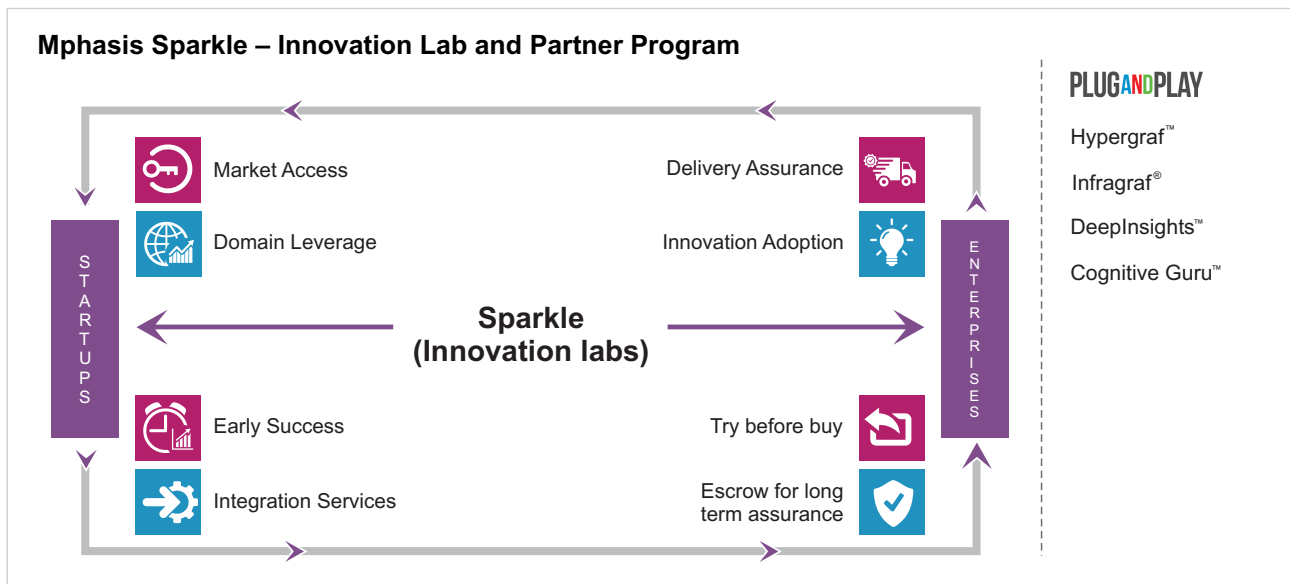 Mphasis Sparkle – Innovation Lab and Partner Program
PLUGANDPLAY
Hypergraf™
Infragraf®
DeepInsights™
Cognitive Guru™
Market Access
Domain Leverage
Delivery Assurance
Innovation Adoption
STARTUPS
Sparkle
(Innovation labs)
ENTERPRISES
Early Success
Integration Services
Try before buy
Escrow for long
term assurance